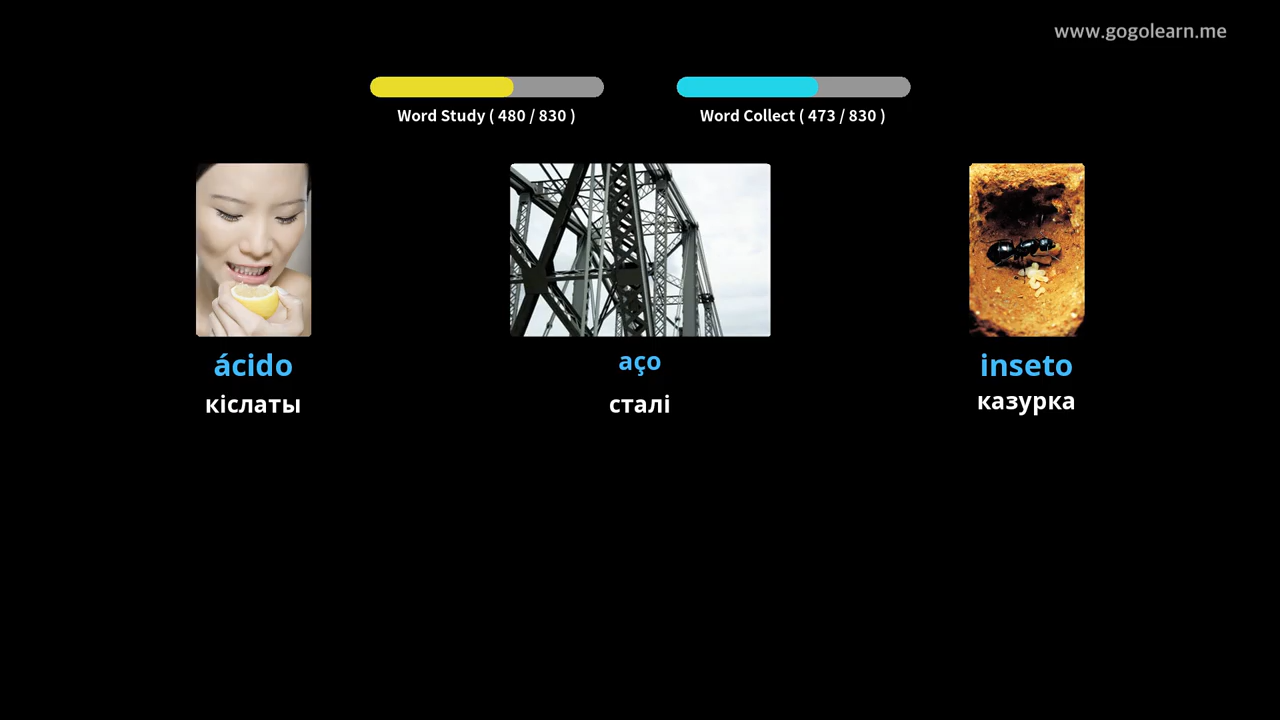 www.gogolearn.me
Word Study ( 480 / 830 )
Word Collect ( 473 / 830 )
ácido
aço
inseto
кіслаты
сталі
казурка